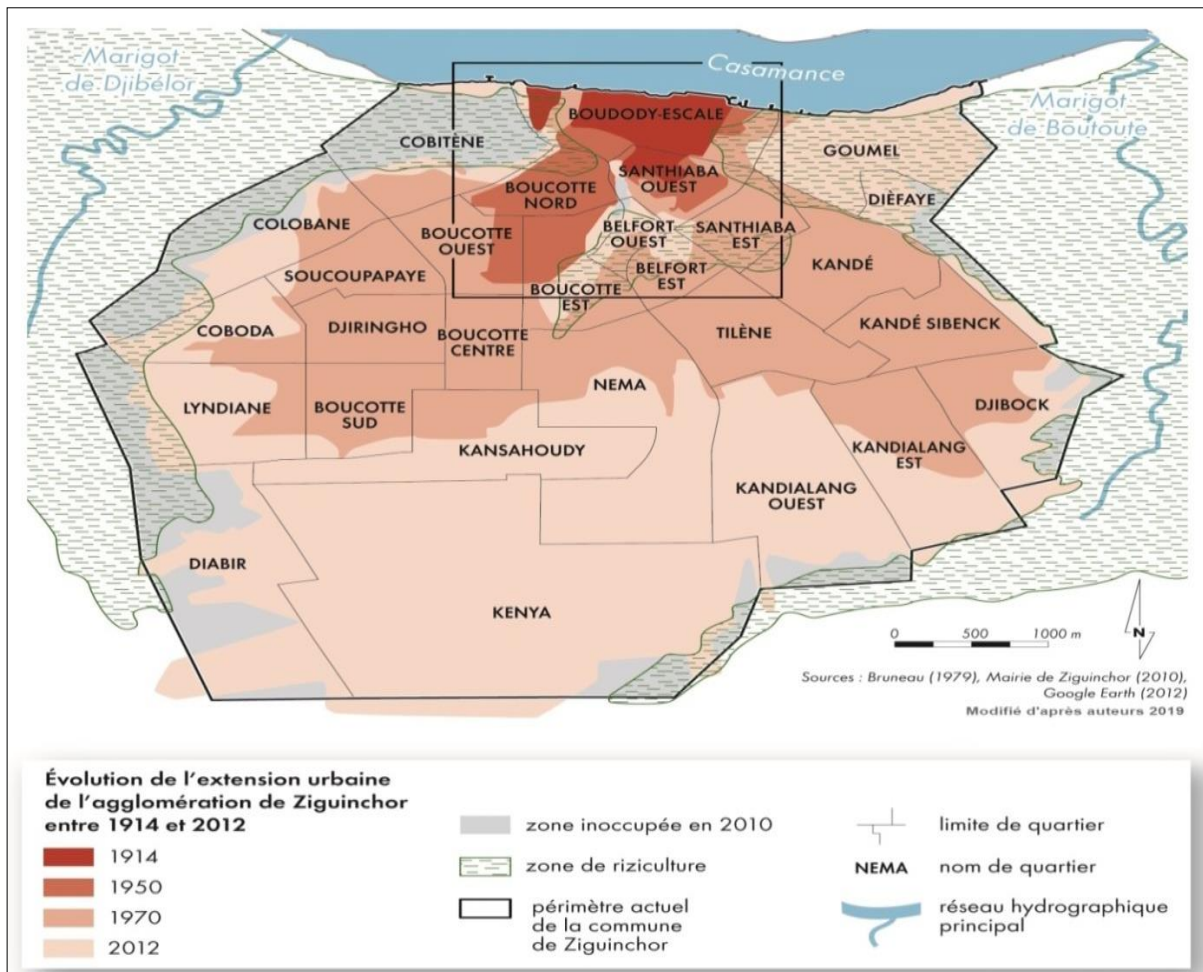 Marigot
de Djibélor
Casamance
Marigot
de Boutoute
BOUDODY-ESCALE
COBITÈNE
GOUMEL
SANTHIABA
OUEST
BOUCOTTE
NORD
DIÈFAYE
COLOBANE
BOUCOTTE
OUEST
BELFORT
OUEST
SANTHIABA
EST
KANDÉ
SOUCOUPAPAYE
BELFORT
EST
BOUCOTTE
EST
COBODA
DJIRINGHO
BOUCOTTE
CENTRE
TILÈNE
KANDÉ SIBENCK
NEMA
LYNDIANE
BOUCOTTE
SUD
DJIBOCK
KANSAHOUDY
KANDIALANG
EST
KANDIALANG
OUEST
DIABIR
KENYA
0 500 1000 m
N
Sources : Bruneau (1979), Mairie de Ziguinchor (2010),
Google Earth (2012)
Modifié d'après auteurs 2019
Évolution de l'extension urbaine
de l'agglomération de Ziguinchor
entre 1914 et 2012
1914
1950
1970
2012
zone inoccupée en 2010
zone de riziculture
périmètre actuel
de la commune
de Ziguinchor
limite de quartier
NEMA nom de quartier
réseau hydrographique
principal